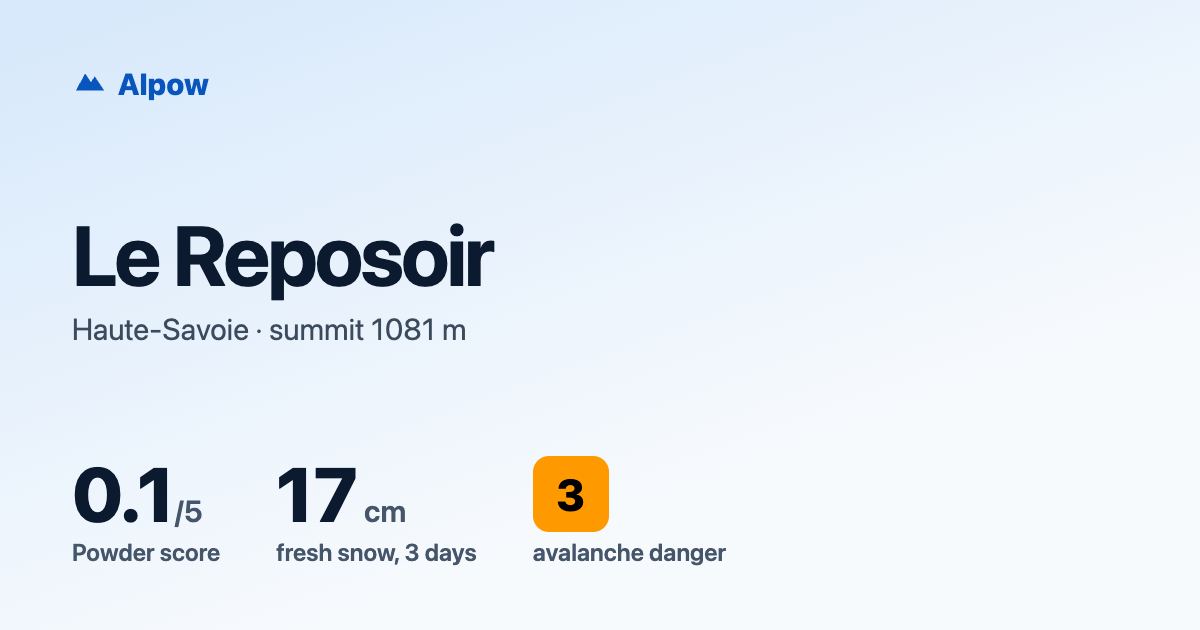 Alpow
Le Reposoir
Haute-Savoie · summit 1081 m
0.1/5
Powder score
17 cm
fresh snow, 3 days
3
avalanche danger